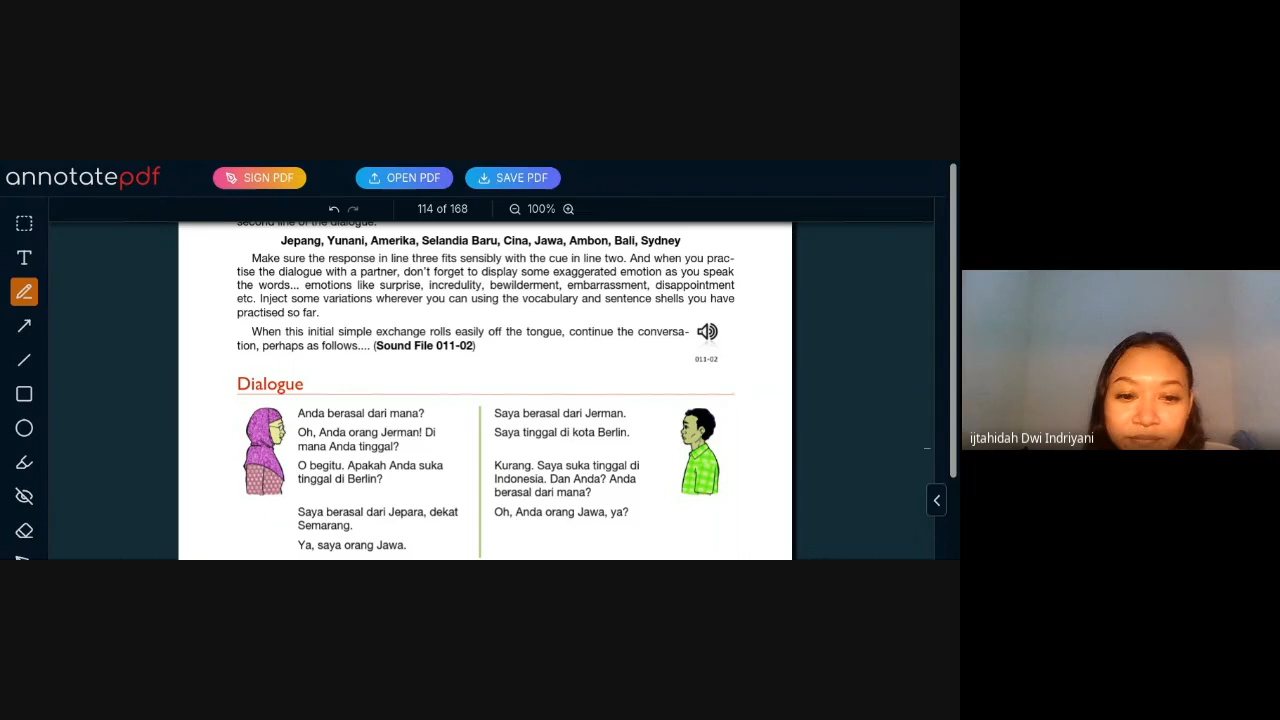 annotatepdf
SIGN PDF
OPEN PDF
SAVE PDF
114 of 168
100%
second line of the dialogue.
Jepang, Yunani, Amerika, Selandia Baru, Cina, Jawa, Ambon, Bali, Sydney
Make sure the response in line three fits sensibly with the cue in line two. And when you prac-
tise the dialogue with a partner, don't forget to display some exaggerated emotion as you speak
the words... emotions like surprise, incredulity, bewilderment, embarrassment, disappointment
etc. Inject some variations wherever you can using the vocabulary and sentence shells you have
practised so far.
When this initial simple exchange rolls easily off the tongue, continue the conversa-
tion, perhaps as follows.... (Sound File 011-02)
011-02
Dialogue
Anda berasal dari mana?
Oh, Anda orang Jerman! Di
mana Anda tinggal?
O begitu. Apakah Anda suka
tinggal di Berlin?
Saya berasal dari Jepara, dekat
Semarang.
Ya, saya orang Jawa.
Saya berasal dari Jerman.
Saya tinggal di kota Berlin.
Kurang. Saya suka tinggal di
Indonesia. Dan Anda? Anda
berasal dari mana?
Oh, Anda orang Jawa, ya?
ijtahidah Dwi Indriyani